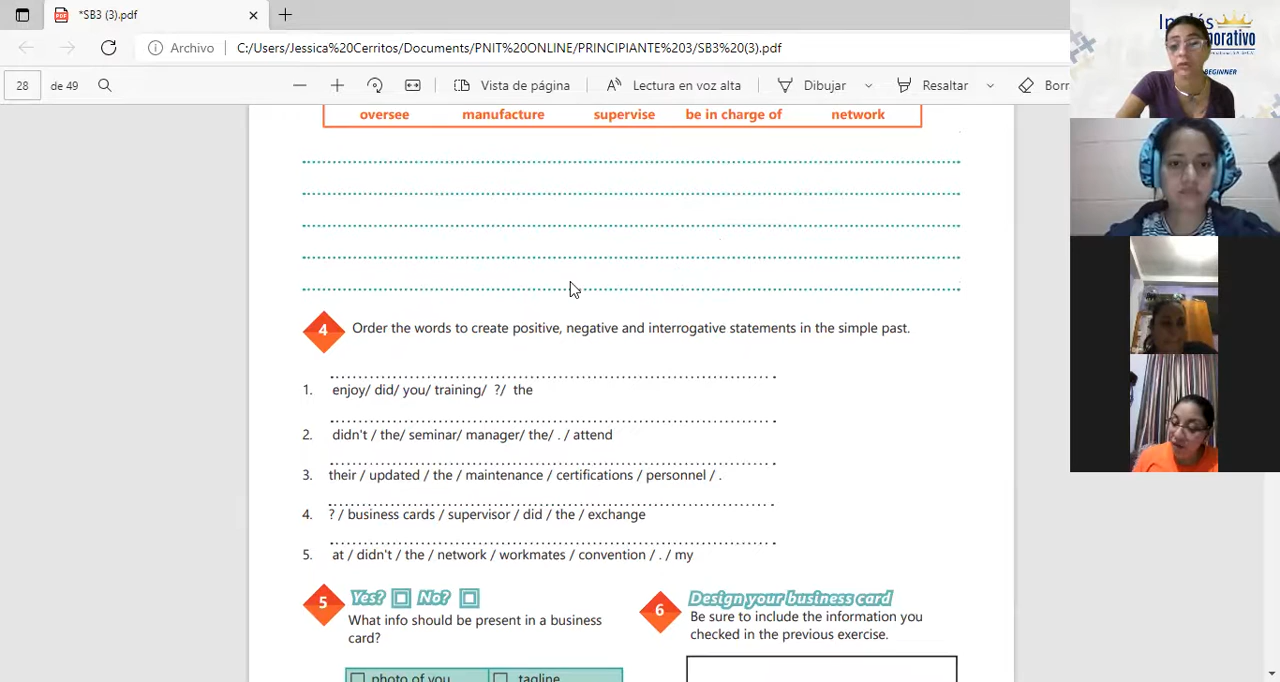 *SB3 (3).pdf
Archivo
C:/Users/Jessica%20Cerritos/Documents/PNIT%20ONLINE/PRINCIPIANTE%203/SB3%20(3).pdf
28 de 49
Vista de página
Lectura en voz alta
Dibujar
Resaltar
Bor
oversee manufacture supervise be in charge of network
4 Order the words to create positive, negative and interrogative statements in the simple past.
1. enjoy/ did/ you/ training/ ?/ the
2. didn't / the/ seminar/ manager/ the/ . / attend
3. their / updated / the / maintenance / certifications / personnel / .
4. ? / business cards / supervisor / did / the / exchange
5. at / didn't / the / network / workmates / convention / . / my
5 Yes? No?
What info should be present in a business
card?
photo of you tagline
6 Design your business card
Be sure to include the information you
checked in the previous exercise.
BEGINNER